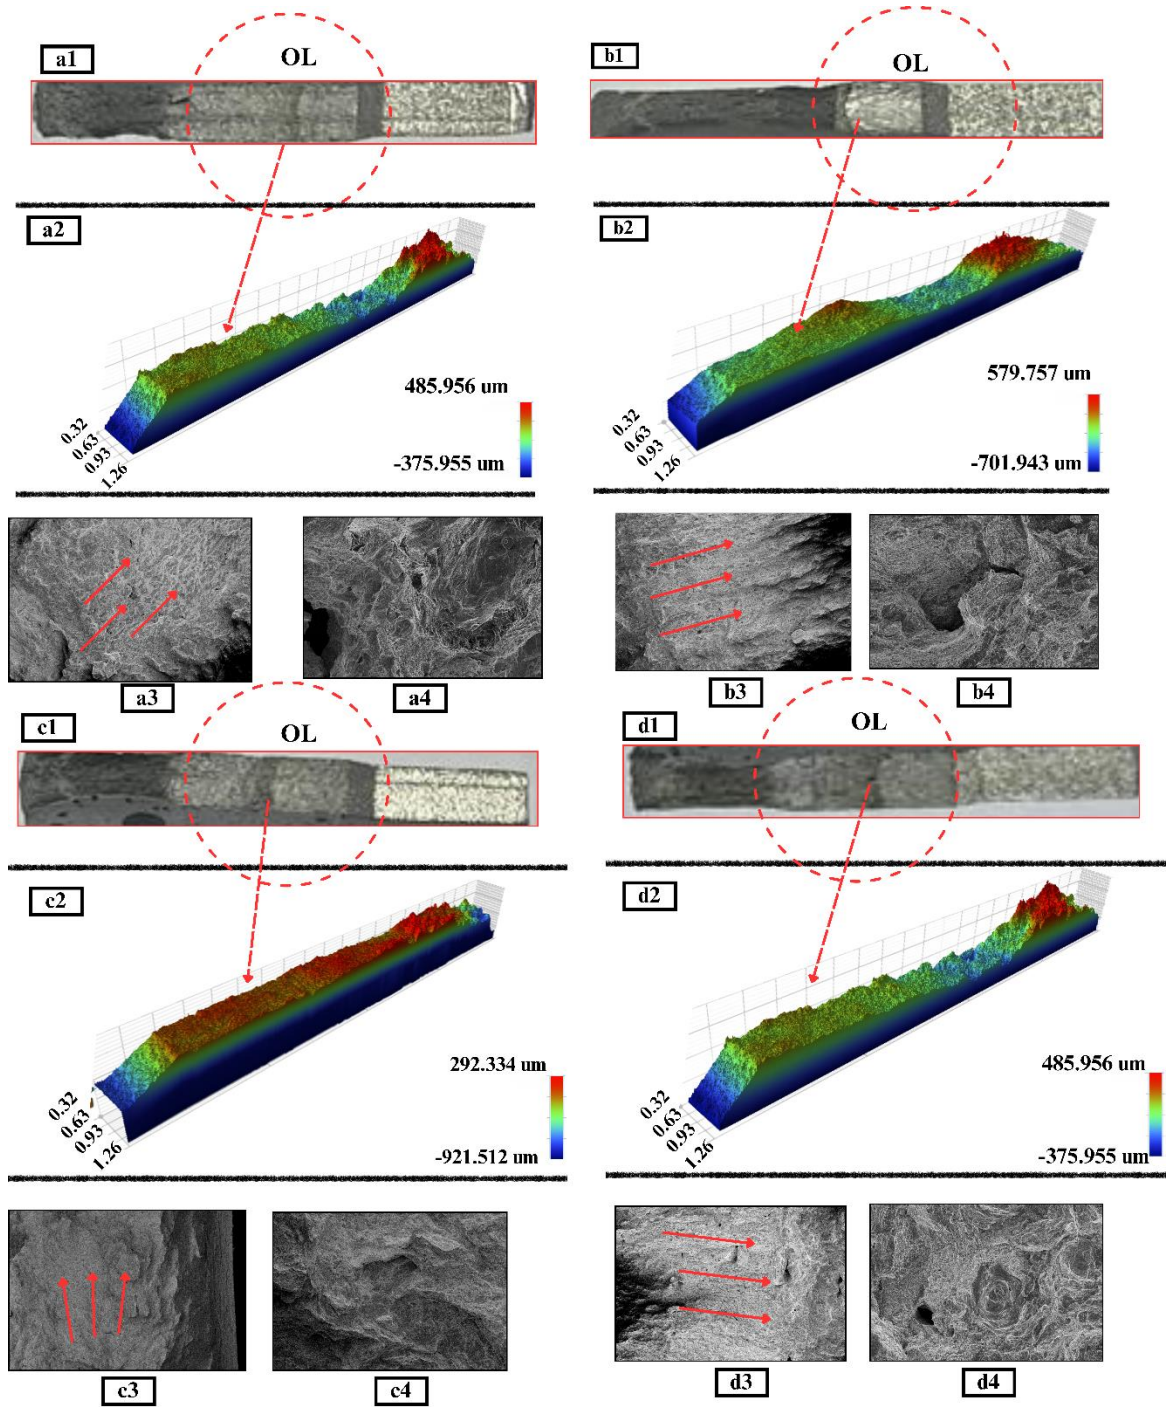 a1
OL
b1
OL
a2
485.956 um
-375.955 um
0.32
0.63
0.93
1.26
b2
579.757 um
-701.943 um
0.32
0.63
0.93
1.26
a3
a4
b3
b4
c1
OL
d1
OL
c2
292.334 um
-921.512 um
0.32
0.63
0.93
1.26
d2
485.956 um
-375.955 um
0.32
0.63
0.93
1.26
c3
c4
d3
d4